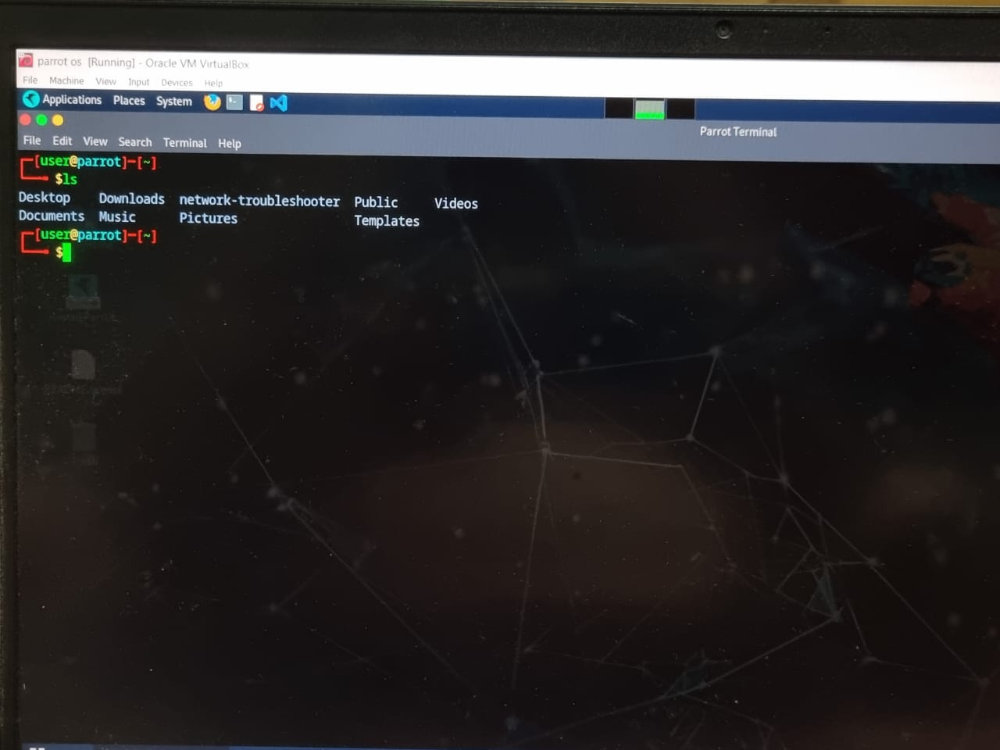 parrot os [Running] - Oracle VM VirtualBox
File Machine View Input Devices Help
Applications Places System
Parrot Terminal
File Edit View Search Terminal Help
┌─[user@parrot]─[~]
└──╼ $ls
Desktop Downloads network-troubleshooter Public Videos
Documents Music Pictures Templates
┌─[user@parrot]─[~]
└──╼ $
README.license